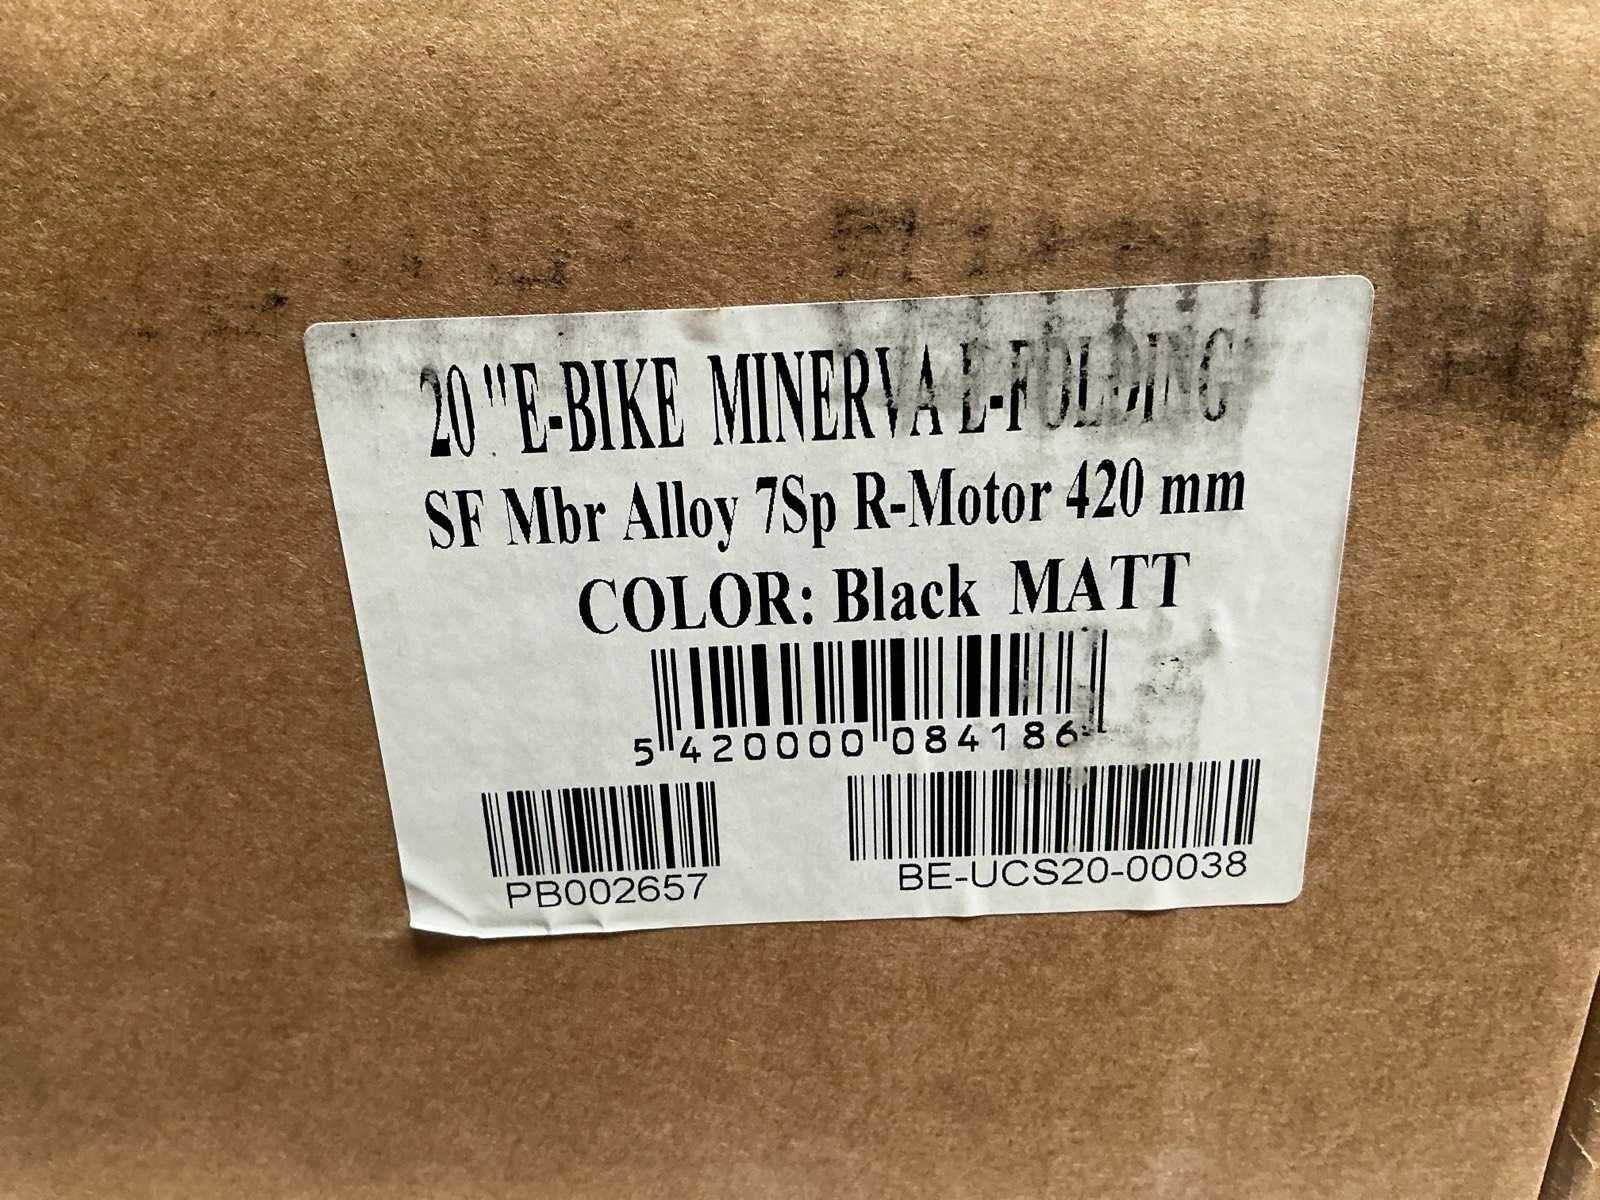 20 "E-BIKE MINERVA E-FOLDING
SF Mbr Alloy 7Sp R-Motor 420 mm
COLOR: Black MATT
5 420000 084186
PB002657
BE-UCS20-00038